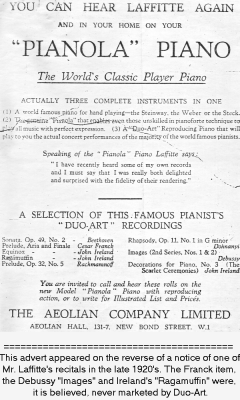 YOU CAN HEAR LAFFITTE AGAIN
AND IN YOUR HOME ON YOUR
"PIANOLA" PIANO
The World's Classic Player Piano
ACTUALLY THREE COMPLETE INSTRUMENTS IN ONE
(1) A world famous piano for hand playing—the Steinway, the Weber or the Steck.
(2) The genuine "Pianola" that enables even those unskilled in pianoforte technique to
play all music with perfect expression. (3) A "Duo-Art" Reproducing Piano that will
play to you the actual concert performances of the majority of the world famous pianists.
Speaking of the "Pianola" Piano Laffitte says,
"I have recently heard some of my own records
and I must say that I was really both delighted
and surprised with the fidelity of their rendering."
A SELECTION OF THIS FAMOUS PIANIST'S
"DUO-ART" RECORDINGS
Sonata. Op. 49, No. 2 - Beethoven
Prelude, Aria and Finale Cesar Franck
Equinox - - John Ireland
Ragamuffin - - John Ireland
Prelude, Op. 32, No. 5 Rachmaninoff
Rhapsody, Op. 11, No. 1 in G minor
Dohnanyi
Images (2nd Series, Nos. 1 & 2)
Debussy
Decorations for Piano, No. 3 (The
Scarlet Ceremonies) John Ireland
You are invited to call and hear these rolls on the
new Model "Pianola" Piano with reproducing
action, or to write for Illustrated List and Prices.
THE AEOLIAN COMPANY LIMITED
AEOLIAN HALL, 131-7, NEW BOND STREET. W.1
==============================
This advert appeared on the reverse of a notice of one of
Mr. Laffite's recitals in the late 1920's. The Franck item,
the Debussy "Images" and Ireland's "Ragamuffin" were,
it is believed, never marketed by Duo-Art.